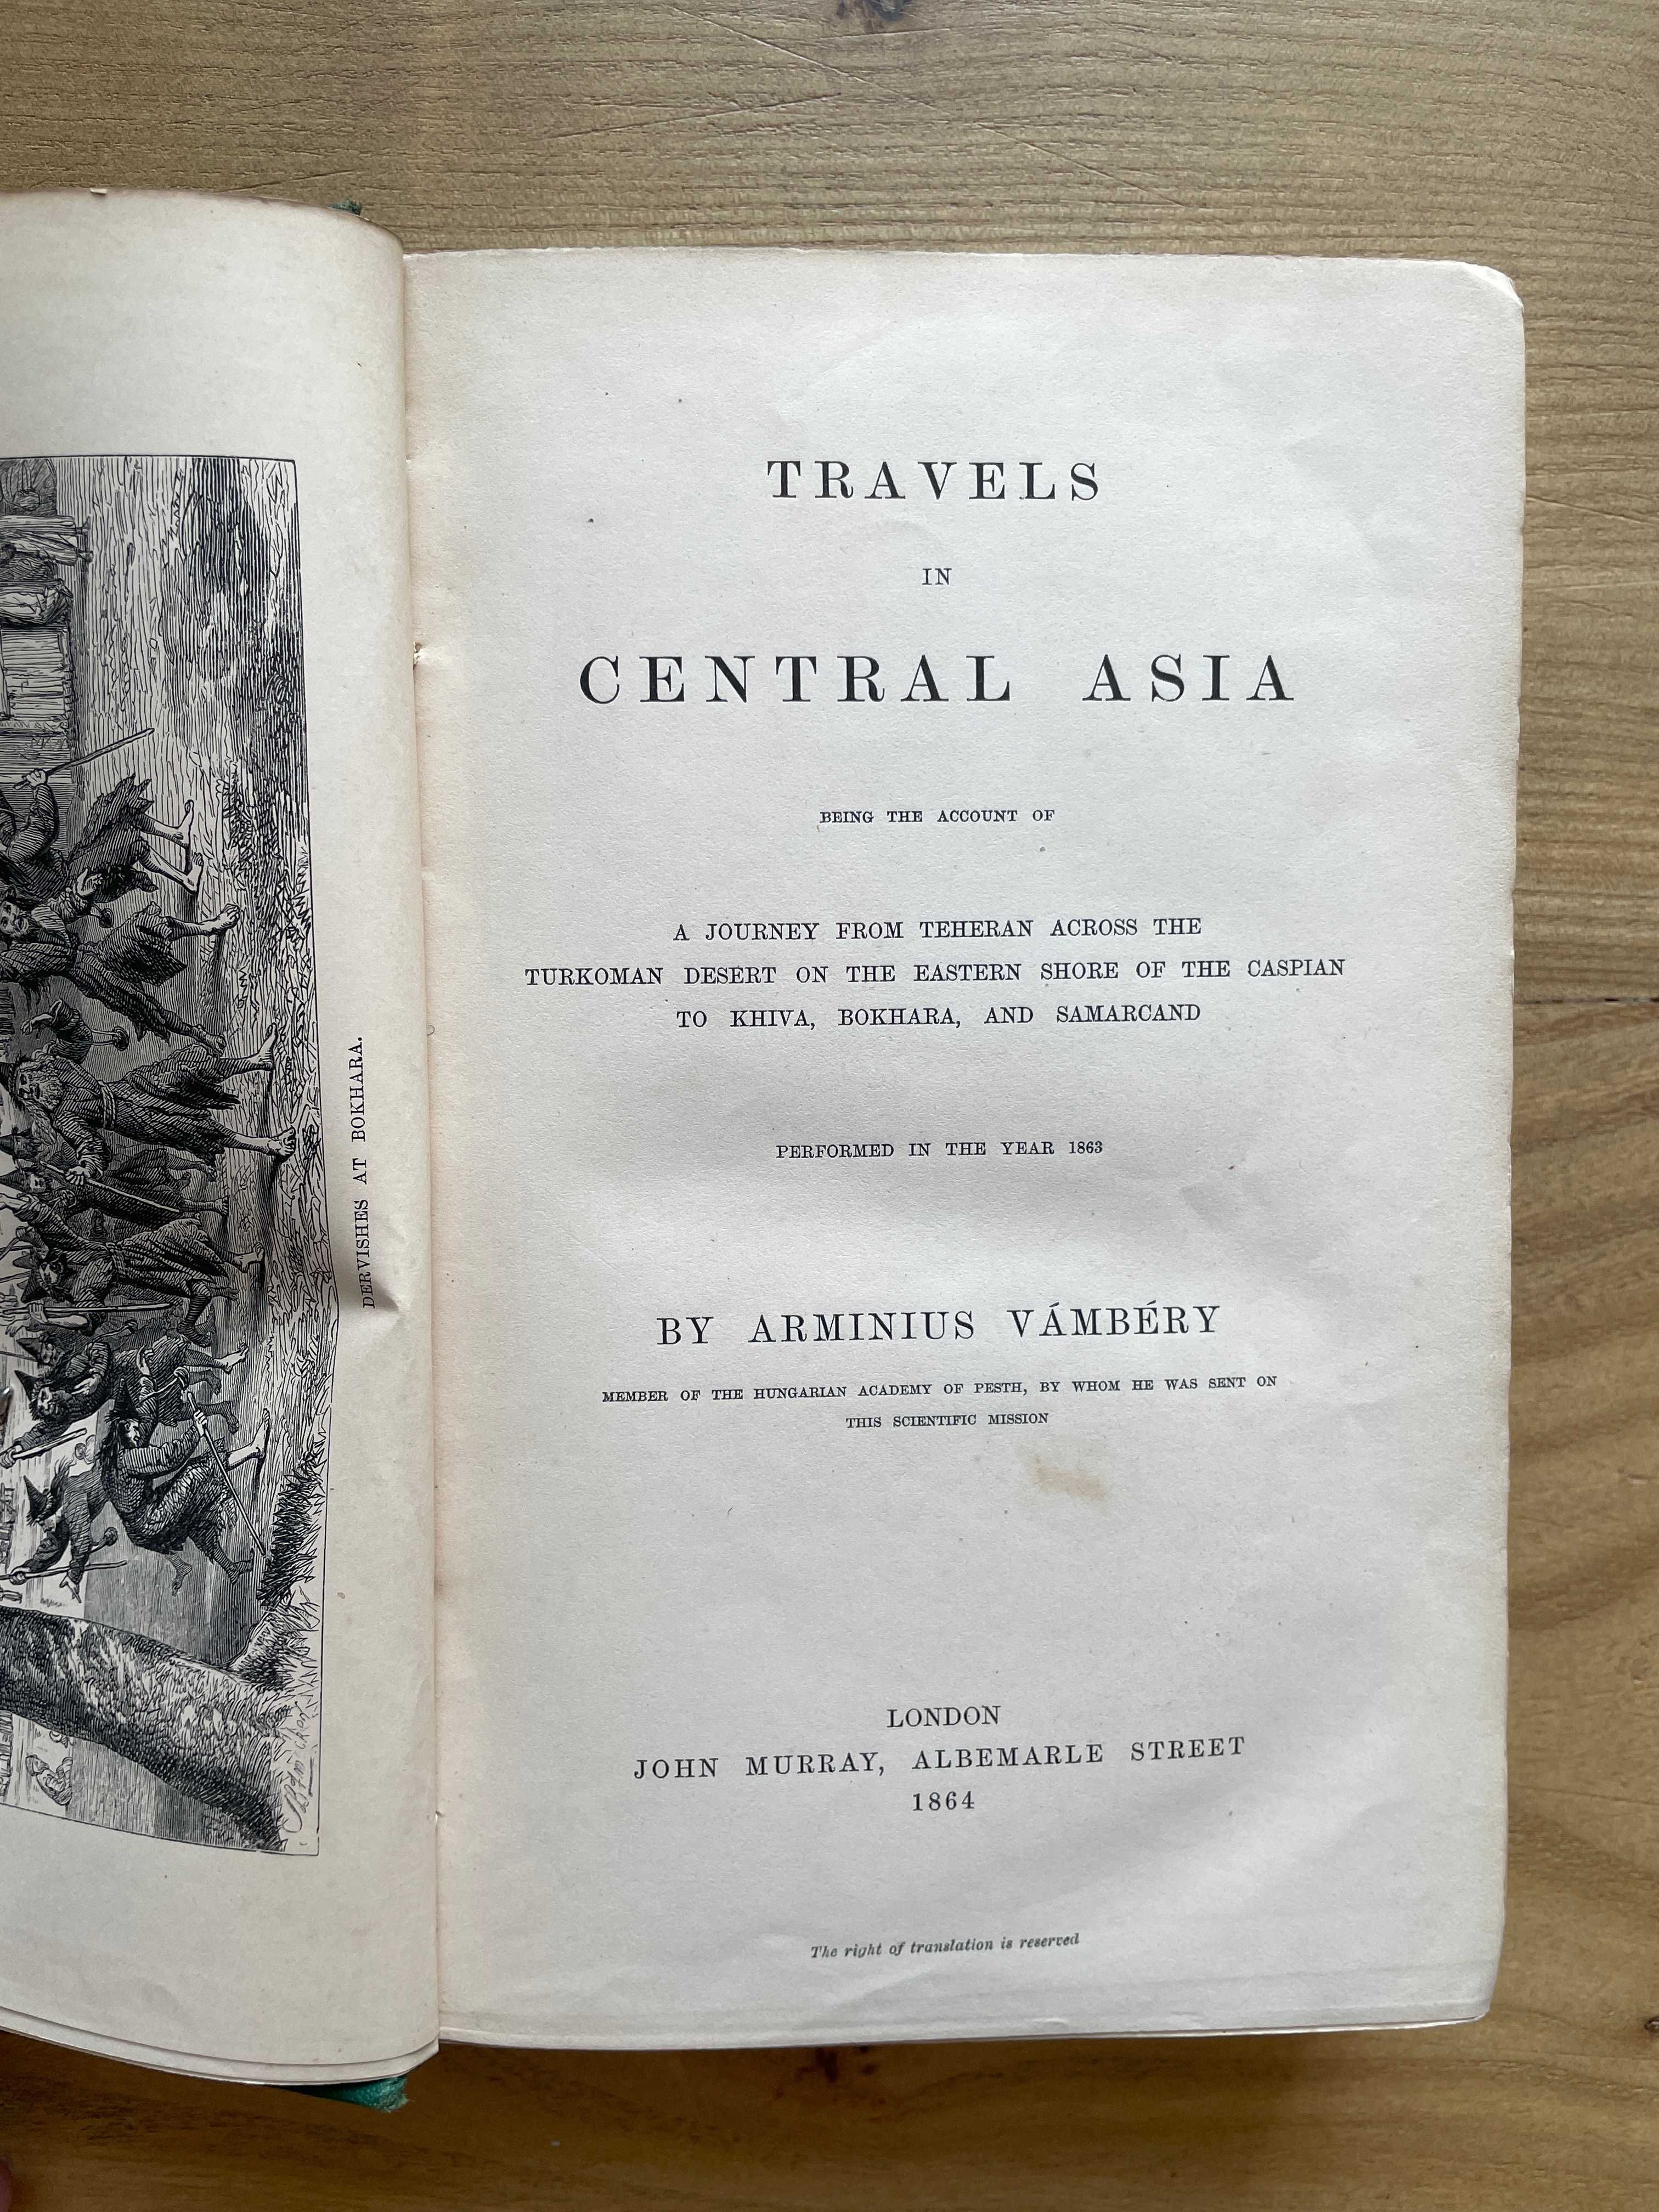 DERVISHES AT BOKHARA.
TRAVELS
IN
CENTRAL ASIA
BEING THE ACCOUNT OF
A JOURNEY FROM TEHERAN ACROSS THE
TURKOMAN DESERT ON THE EASTERN SHORE OF THE CASPIAN
TO KHIVA, BOKHARA, AND SAMARCAND
PERFORMED IN THE YEAR 1863
BY ARMINIUS VÁMBÉRY
MEMBER OF THE HUNGARIAN ACADEMY OF PESTH, BY WHOM HE WAS SENT ON
THIS SCIENTIFIC MISSION
LONDON
JOHN MURRAY, ALBEMARLE STREET
1864
The right of translation is reserved